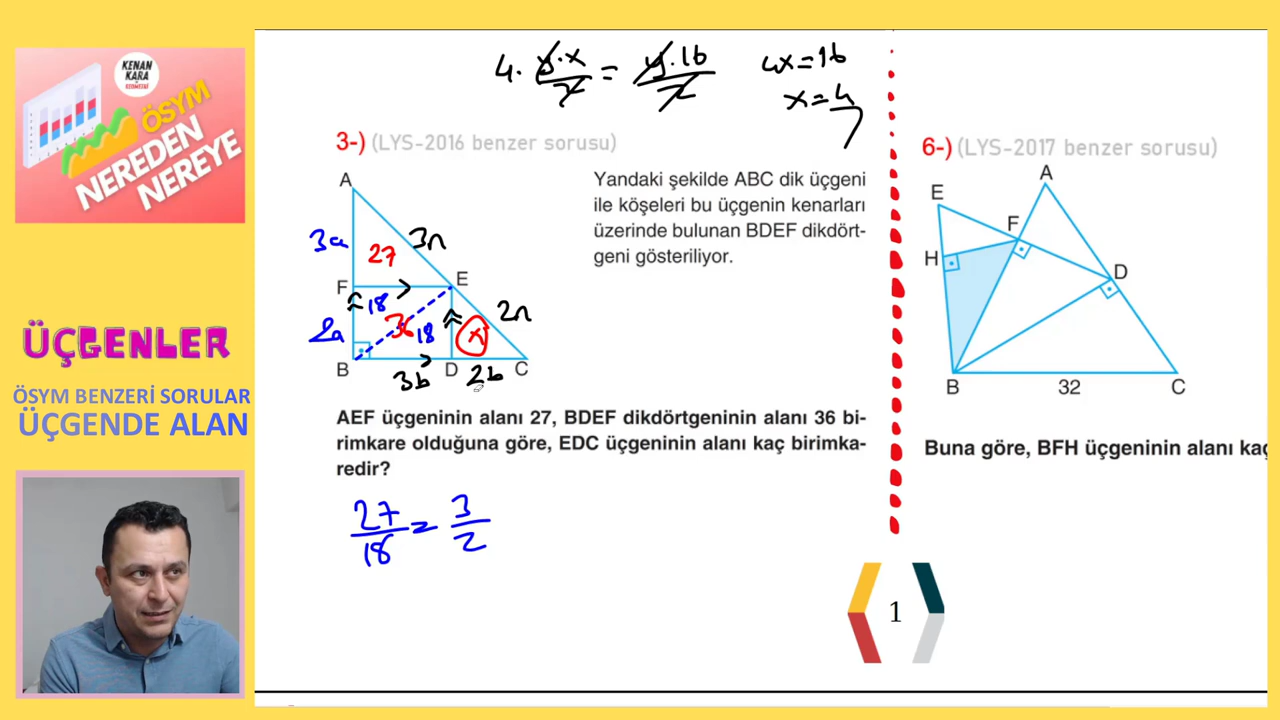 KENAN
KARA
ÖSYM
NEREDEN
NEREYE
ÜÇGENLER
ÖSYM BENZERİ SORULAR
ÜÇGENDE ALAN
4x=16
x=4
3-) (LYS-2016 benzer sorusu)
A
3a
27
3n
F
E
18
36
18
2a
x
2n
B
D
C
3b
2b
Yandaki şekilde ABC dik üçgeni
ile köşeleri bu üçgenin kenarları
üzerinde bulunan BDEF dikdört-
geni gösteriliyor.
AEF üçgeninin alanı 27, BDEF dikdörtgeninin alanı 36 bi-
rimkare olduğuna göre, EDC üçgeninin alanı kaç birimka-
redir?
27/18 = 3/2
6-) (LYS-2017 benzer sorusu)
A
E
F
H
D
B
32
C
Buna göre, BFH üçgeninin alanı kaç
1